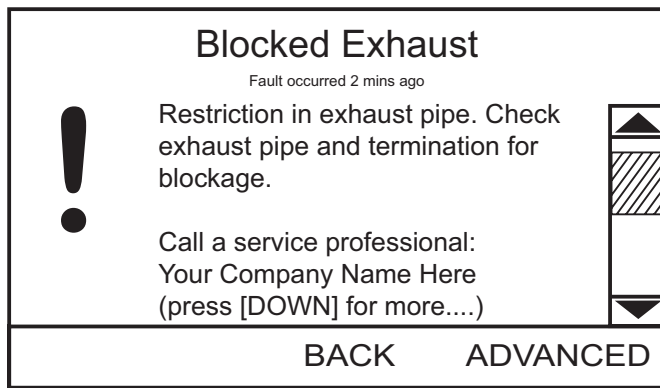 Blocked Exhaust
Fault occurred 2 mins ago
Restriction in exhaust pipe. Check
exhaust pipe and termination for
blockage.
Call a service professional:
Your Company Name Here
(press [DOWN] for more....)
BACK ADVANCED